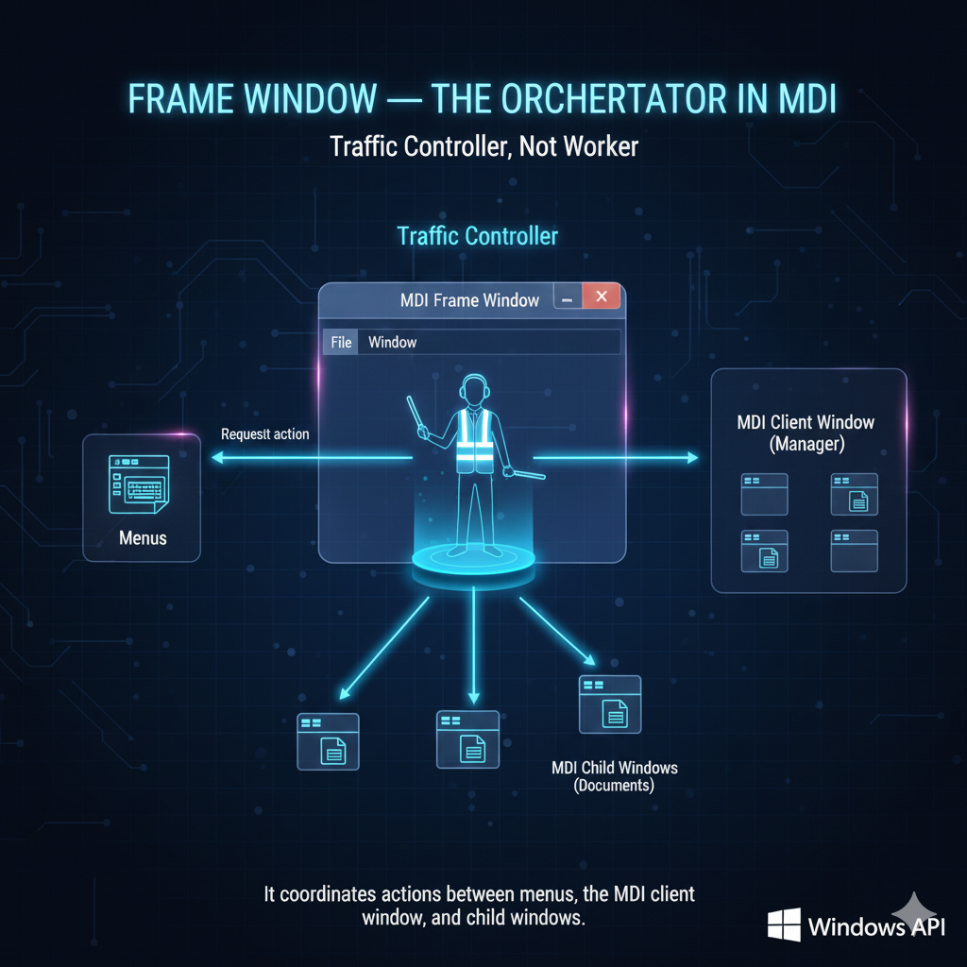 FRAME WINDOW — THE ORCHERTATOR IN MDI
Traffic Controller, Not Worker
Traffic Controller
MDI Frame Window
File Window
Requestt action
Menus
MDI Client Window
(Manager)
MDI Child Windows
(Documents)
It coordinates actions between menus, the MDI client
window, and child windows.
Windows API